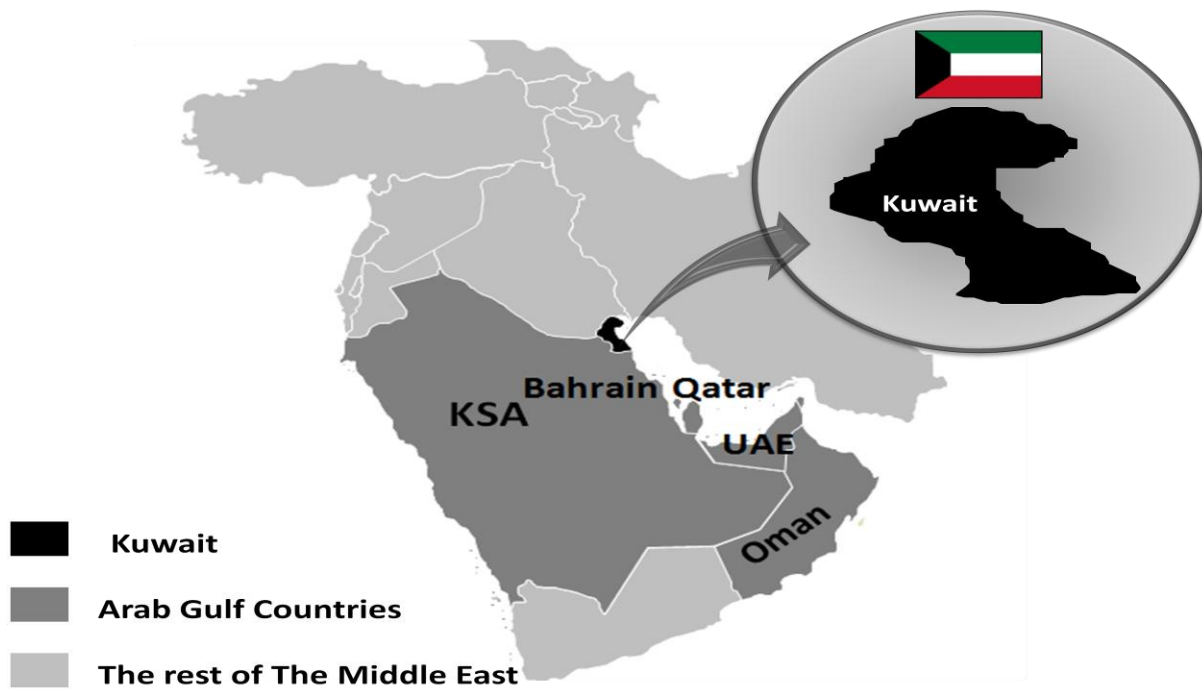 Kuwait
Bahrain Qatar
KSA
UAE
Oman
Kuwait
Arab Gulf Countries
The rest of The Middle East